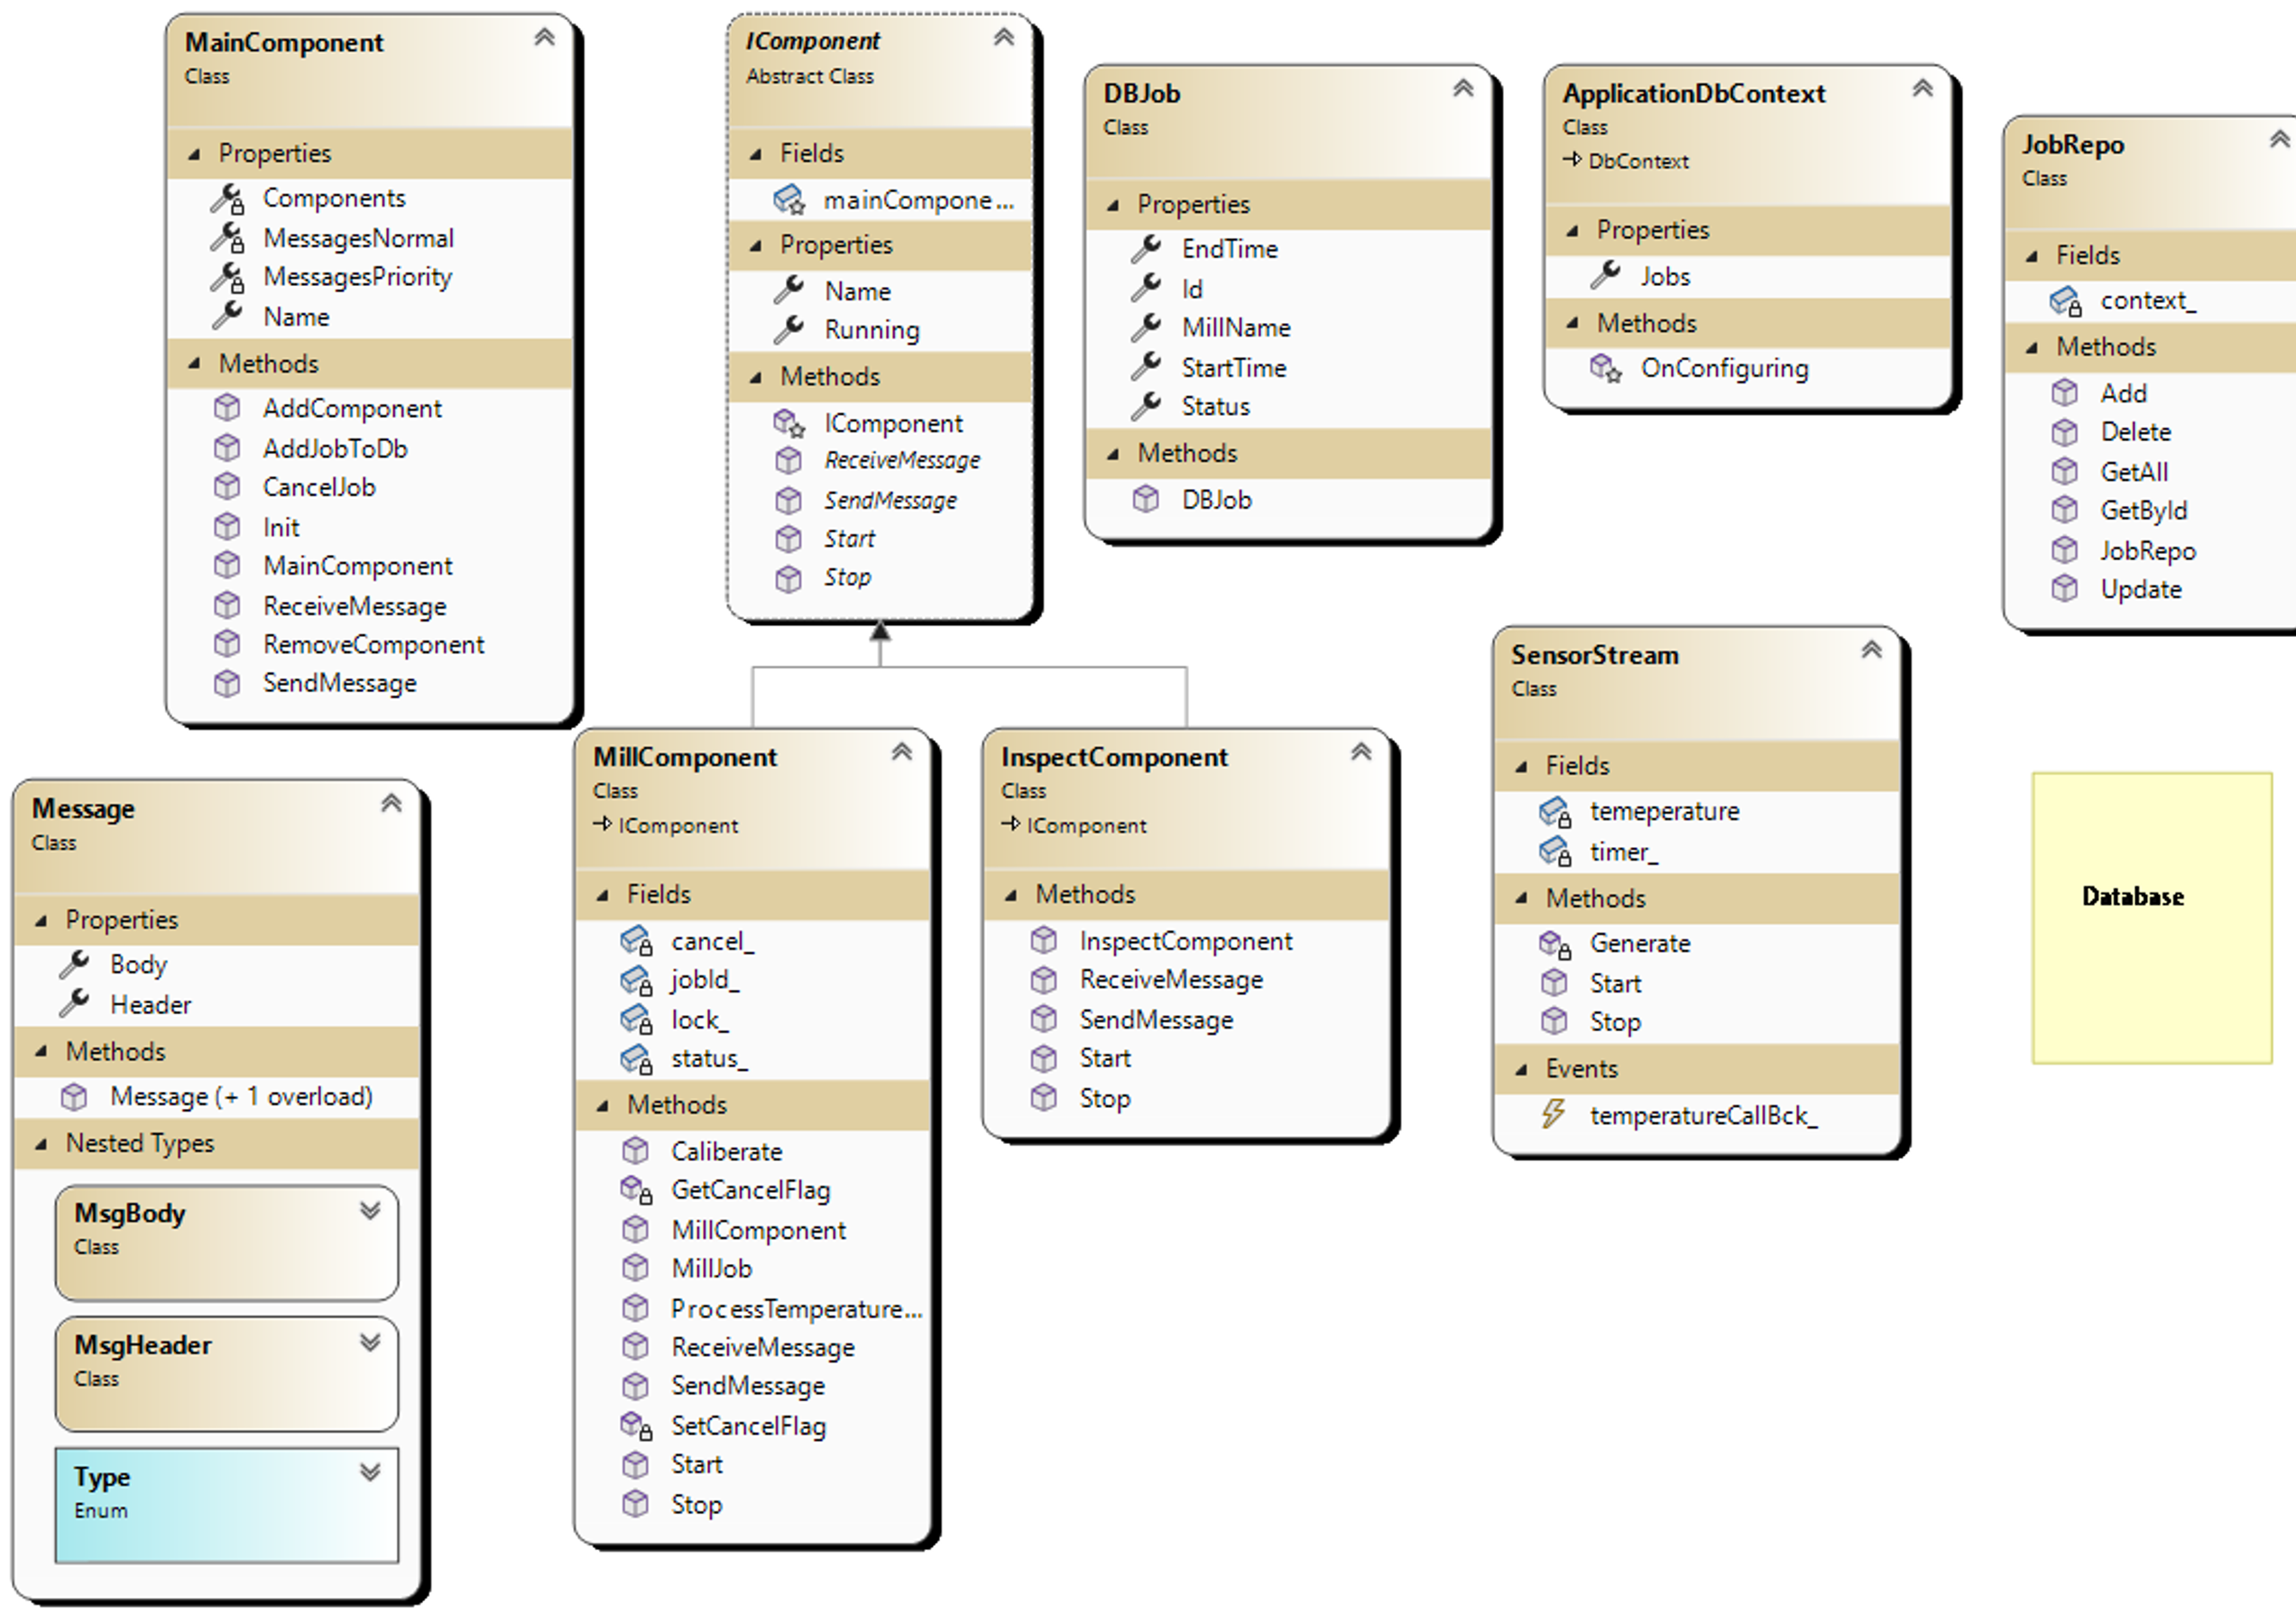 MainComponent
Class
Properties
Components
MessagesNormal
MessagesPriority
Name
Methods
AddComponent
AddJobToDb
CancelJob
Init
MainComponent
ReceiveMessage
RemoveComponent
SendMessage
IComponent
Abstract Class
Fields
mainCompone...
Properties
Name
Running
Methods
IComponent
ReceiveMessage
SendMessage
Start
Stop
DBJob
Class
Properties
EndTime
Id
MillName
StartTime
Status
Methods
DBJob
ApplicationDbContext
Class
DbContext
Properties
Jobs
Methods
OnConfiguring
JobRepo
Class
Fields
context_
Methods
Add
Delete
GetAll
GetById
JobRepo
Update
Message
Class
Properties
Body
Header
Methods
Message (+ 1 overload)
Nested Types
MsgBody
Class
MsgHeader
Class
Type
Enum
MillComponent
Class
IComponent
Fields
cancel_
jobId_
lock_
status_
Methods
Caliberate
GetCancelFlag
MillComponent
MillJob
ProcessTemperature...
ReceiveMessage
SendMessage
SetCancelFlag
Start
Stop
InspectComponent
Class
IComponent
Methods
InspectComponent
ReceiveMessage
SendMessage
Start
Stop
SensorStream
Class
Fields
temeperature
timer_
Methods
Generate
Start
Stop
Events
temperatureCallBck_
Database